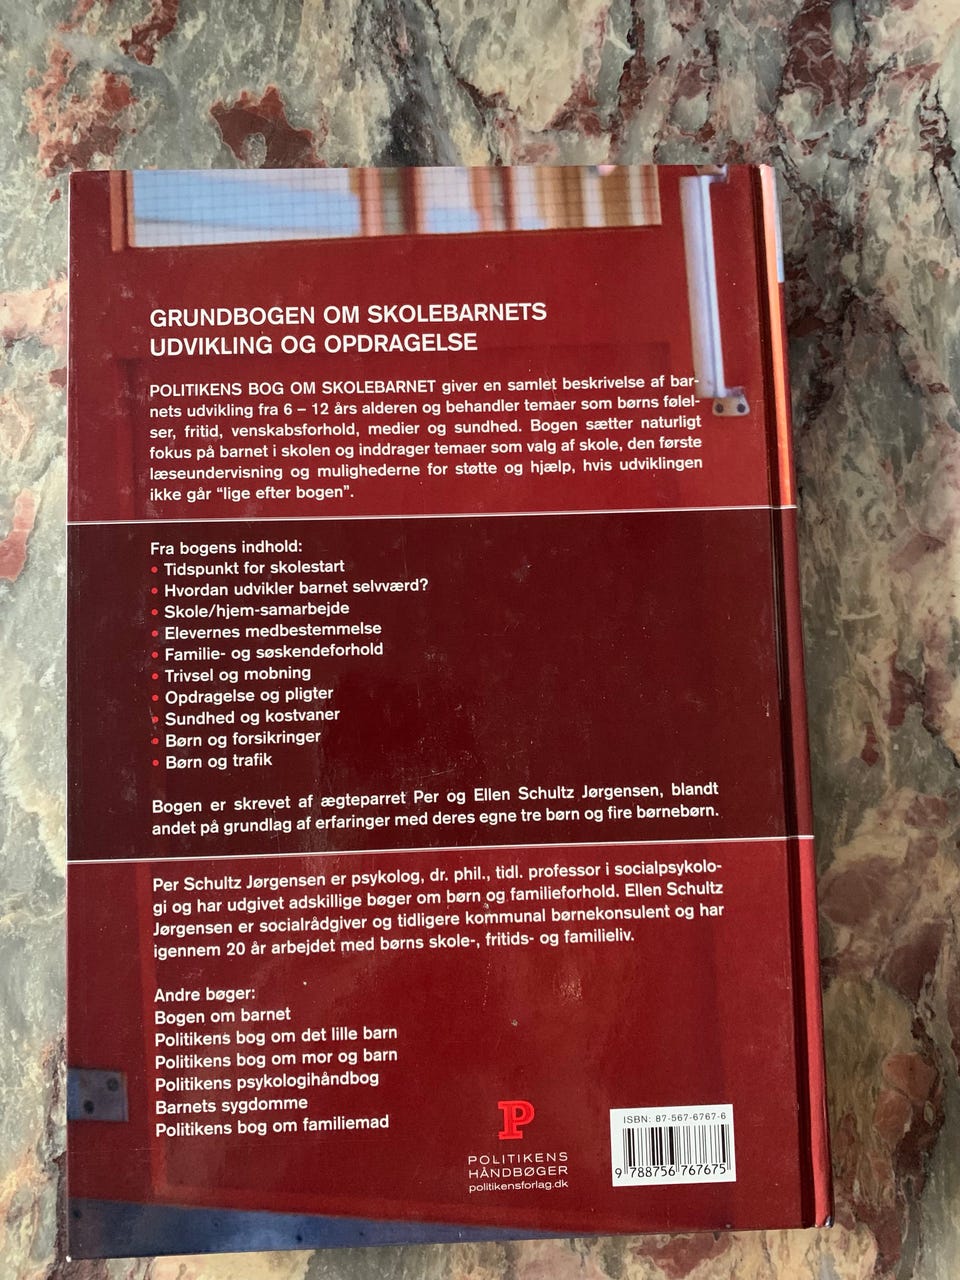 GRUNDBOGEN OM SKOLEBARNETS
UDVIKLING OG OPDRAGELSE
POLITIKENS BOG OM SKOLEBARNET giver en samlet beskrivelse af bar-
nets udvikling fra 6 – 12 års alderen og behandler temaer som børns følel-
ser, fritid, venskabsforhold, medier og sundhed. Bogen sætter naturligt
fokus på barnet i skolen og inddrager temaer som valg af skole, den første
læseundervisning og mulighederne for støtte og hjælp, hvis udviklingen
ikke går “lige efter bogen”.
Fra bogens indhold:
• Tidspunkt for skolestart
• Hvordan udvikler barnet selvværd?
• Skole/hjem-samarbejde
• Elevernes medbestemmelse
• Familie- og søskendeforhold
• Trivsel og mobning
• Opdragelse og pligter
• Sundhed og kostvaner
• Børn og forsikringer
• Børn og trafik
Bogen er skrevet af ægteparret Per og Ellen Schultz Jørgensen, blandt
andet på grundlag af erfaringer med deres egne tre børn og fire børnebørn.
Per Schultz Jørgensen er psykolog, dr. phil., tidl. professor i socialpsykolo-
gi og har udgivet adskillige bøger om børn og familieforhold. Ellen Schultz
Jørgensen er socialrådgiver og tidligere kommunal børnekonsulent og har
igennem 20 år arbejdet med børns skole-, fritids- og familieliv.
Andre bøger:
Bogen om barnet
Politikens bog om det lille barn
Politikens bog om mor og barn
Politikens psykologihåndbog
Barnets sygdomme
Politikens bog om familiemad
P
POLITIKENS
HÅNDBØGER
politikensforlag.dk
ISBN: 87-567-6767-6
9 788756 767675